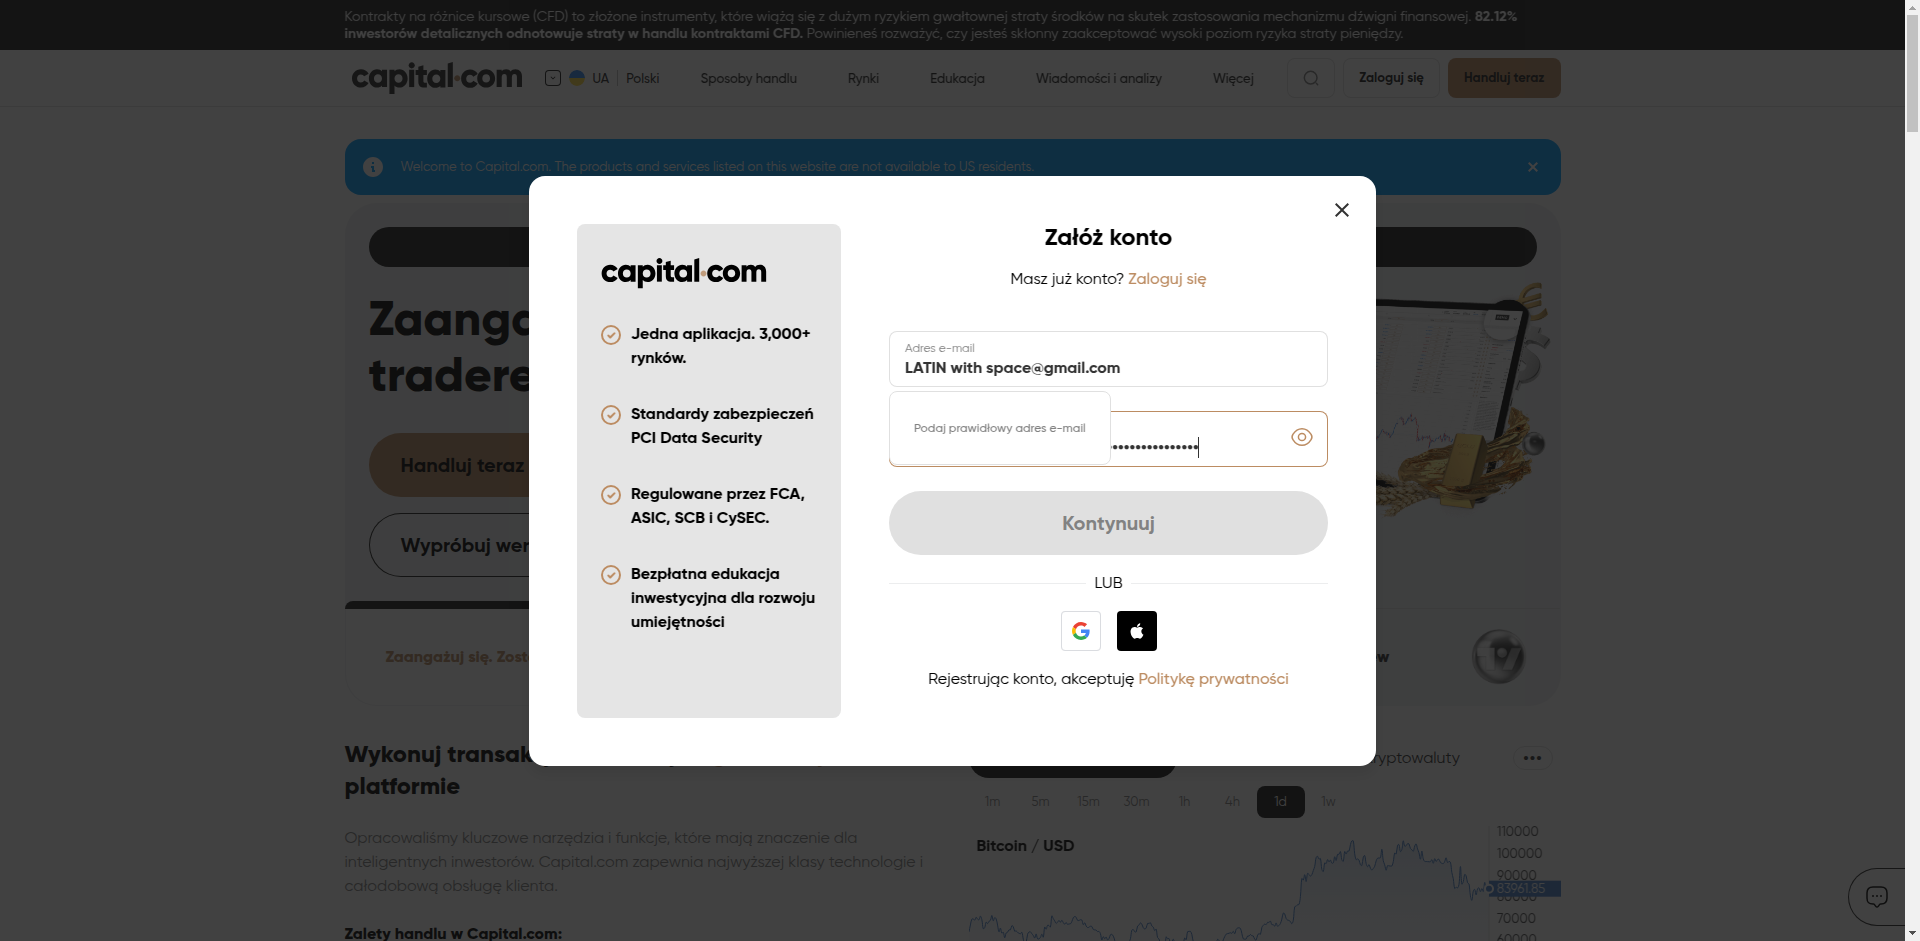 Kontrakty na różnice kursowe (CFD) to złożone instrumenty, które wiążą się z dużym ryzykiem gwałtownej straty środków na skutek zastosowania mechanizmu dźwigni finansowej. 82.12%
inwestorów detalicznych odnotowuje straty w handlu kontraktami CFD. Powinieneś rozważyć, czy jesteś skłonny zaakceptować wysoki poziom ryzyka straty pieniędzy.
capital.com UA Polski Sposoby handlu Rynki Edukacja Wiadomości i analizy Więcej Zaloguj się Handluj teraz
Welcome to Capital.com. The products and services listed on this website are not available to US residents.
Zaanga
tradere
Handluj teraz
Wypróbuj wer
Zaangażuj się. Zost
capital.com
Jedna aplikacja. 3,000+
rynków.
Standardy zabezpieczeń
PCI Data Security
Regulowane przez FCA,
ASIC, SCB i CySEC.
Bezpłatna edukacja
inwestycyjna dla rozwoju
umiejętności
Załóż konto
Masz już konto? Zaloguj się
Adres e-mail
LATIN with space@gmail.com
Podaj prawidłowy adres e-mail
Kontynuuj
LUB
Rejestrując konto, akceptuję Politykę prywatności
Wykonuj transak
platformie
Opracowaliśmy kluczowe narzędzia i funkcje, które mają znaczenie dla
inteligentnych inwestorów. Capital.com zapewnia najwyższej klasy technologie i
całodobową obsługę klienta.
Zalety handlu w Capital.com:
ryptowaluty
1m 5m 15m 30m 1h 4h 1d 1w
Bitcoin / USD
110000
100000
90000
83961.85
80000
70000
60000